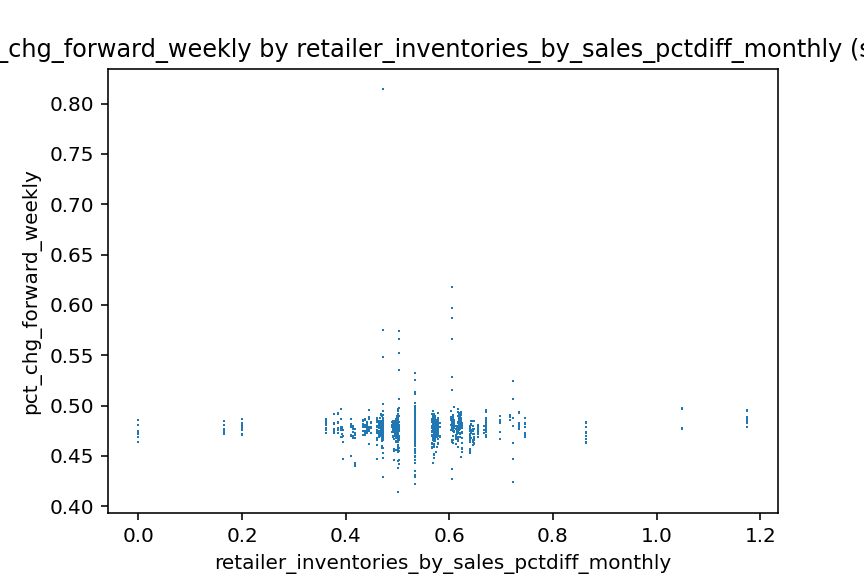 _chg_forward_weekly by retailer_inventories_by_sales_pctdiff_monthly (
0.80
0.75
0.70
0.65
0.60
0.55
0.50
0.45
0.40
pct_chg_forward_weekly
0.0 0.2 0.4 0.6 0.8 1.0 1.2
retailer_inventories_by_sales_pctdiff_monthly